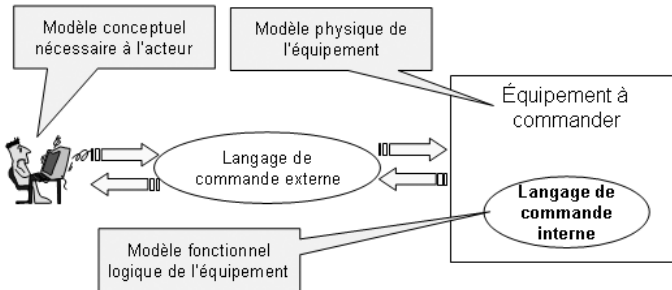 Modèle conceptuel
nécessaire à l'acteur
Modèle physique de
l'équipement
Équipement à
commander
Langage de
commande externe
Langage de
commande
interne
Modèle fonctionnel
logique de l'équipement